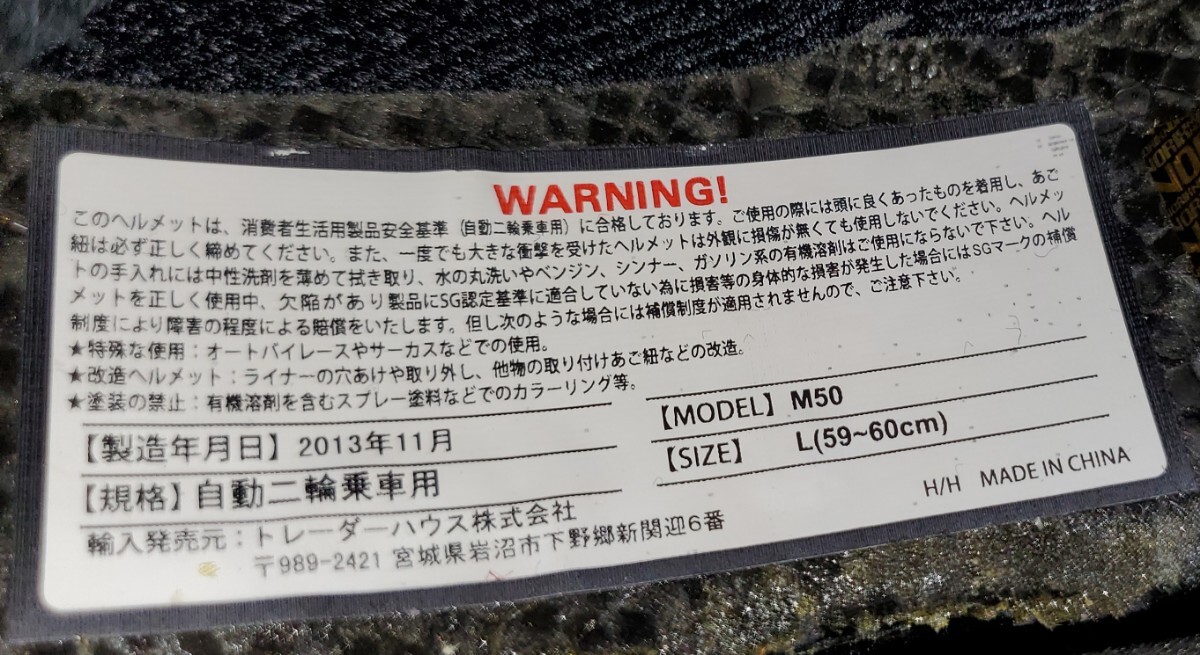 WARNING!
このヘルメットは、消費者生活用製品安全基準（自動二輪乗車用）に合格しております。ご使用の際には頭に良くあったものを着用し、あご
紐は必ず正しく締めてください。また、一度でも大きな衝撃を受けたヘルメットは外観に損傷が無くても使用しないでください。ヘルメッ
トの手入れには中性洗剤を薄めて拭き取り、水の丸洗いやベンジン、シンナー、ガソリン系の有機溶剤はご使用にならないで下さい。ヘル
メットを正しく使用中、欠陥があり製品にSG認定基準に適合していない為に損害等の身体的な損害が発生した場合にはSGマークの補償
制度により障害の程度による賠償をいたします。但し次のような場合には補償制度が適用されませんので、ご注意下さい。
★特殊な使用：オートバイレースやサーカスなどでの使用。
★改造ヘルメット：ライナーの穴あけや取り外し、他物の取り付けあご紐などの改造。
★塗装の禁止：有機溶剤を含むスプレー塗料などでのカラーリング等。
【製造年月日】2013年11月
【規格】自動二輪乗車用
輸入発売元：トレーダーハウス株式会社
〒989-2421 宮城県岩沼市下野郷新関迎6番
【MODEL】M50
【SIZE】 L(59~60cm)
H/H MADE IN CHINA